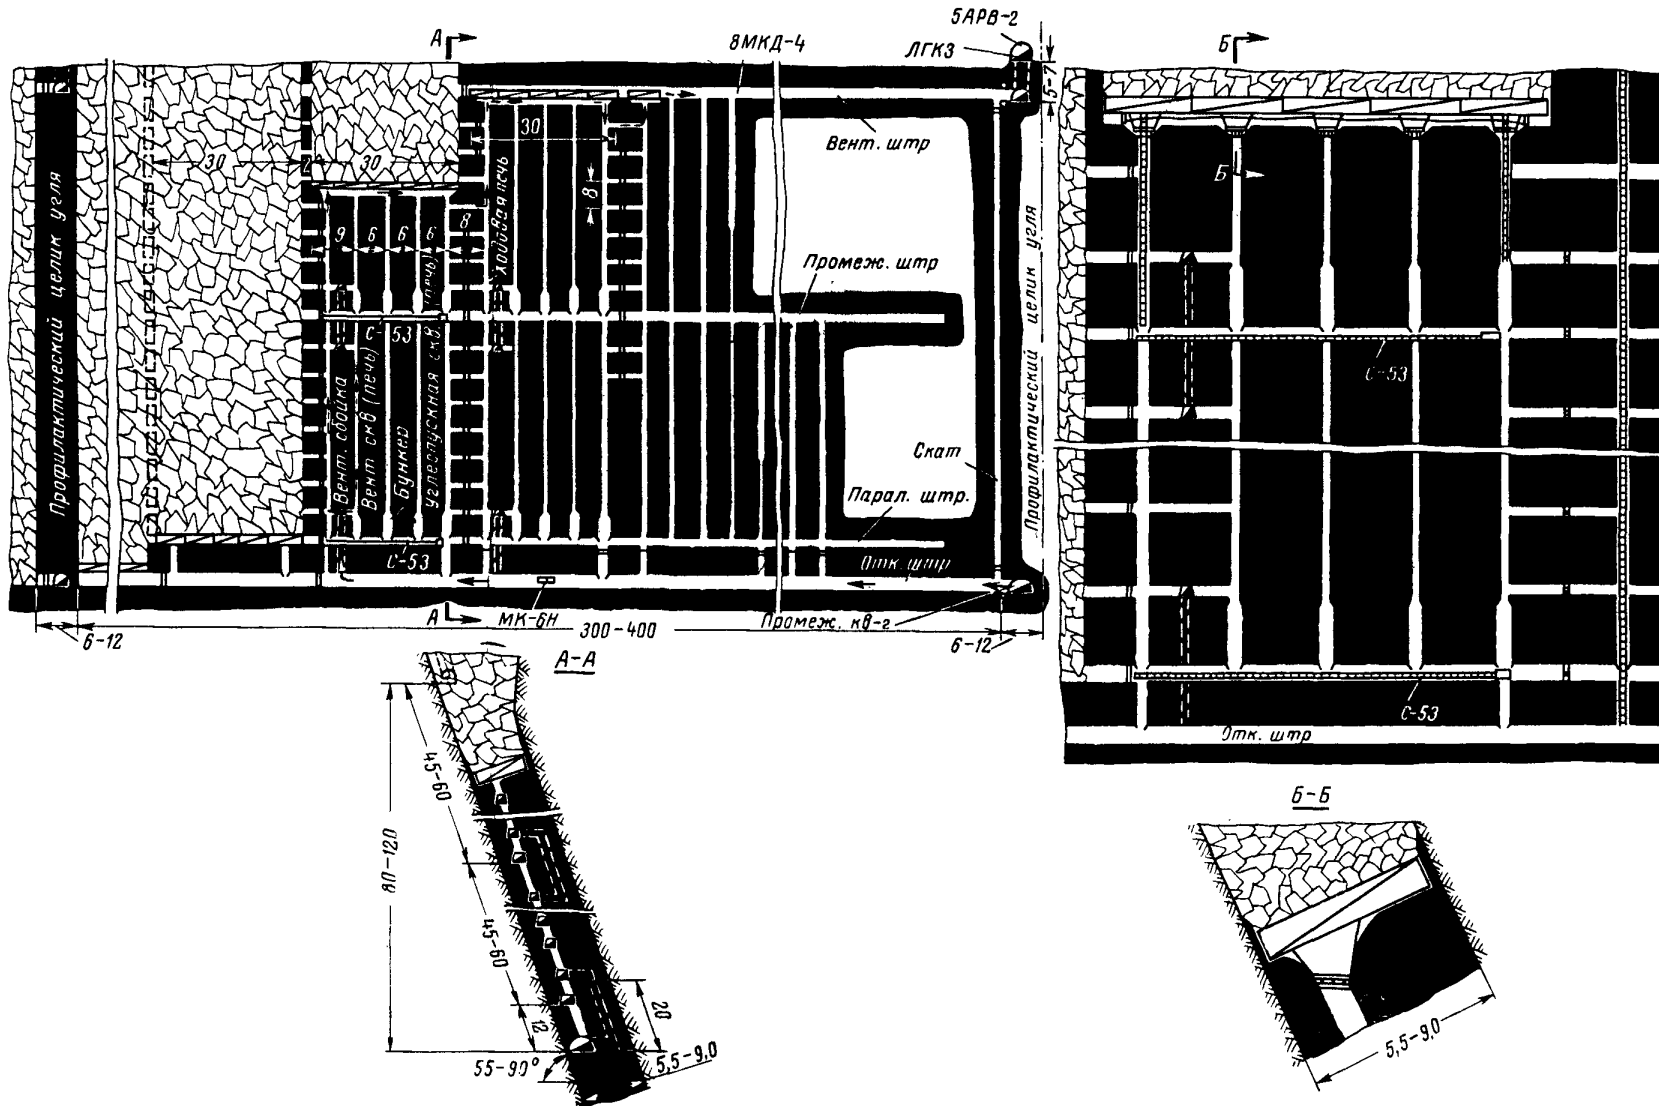 А
8МКД-4
5АРВ-2
ЛГКЗ
5-7
Б
30
Вент. штр
Б
30
30
2
Ходовая печь
8
Профилактический целик угля
9
6
6
6
8
Промеж. штр
Профилактический целик угля
С-53
С-53
Вент. сбойка
Вент скв (печь)
Бункер
Углеспускная скв. (печь)
Скат
Парал. штр.
С-53
Отк. штр
С-53
Отк. штр
А
МК-6Н
Промеж. кв-г
6-12
300-400
6-12
А-А
45-60
80-120
45-60
12
20
55-90°
5,5-9,0
Б-Б
5,5-9,0